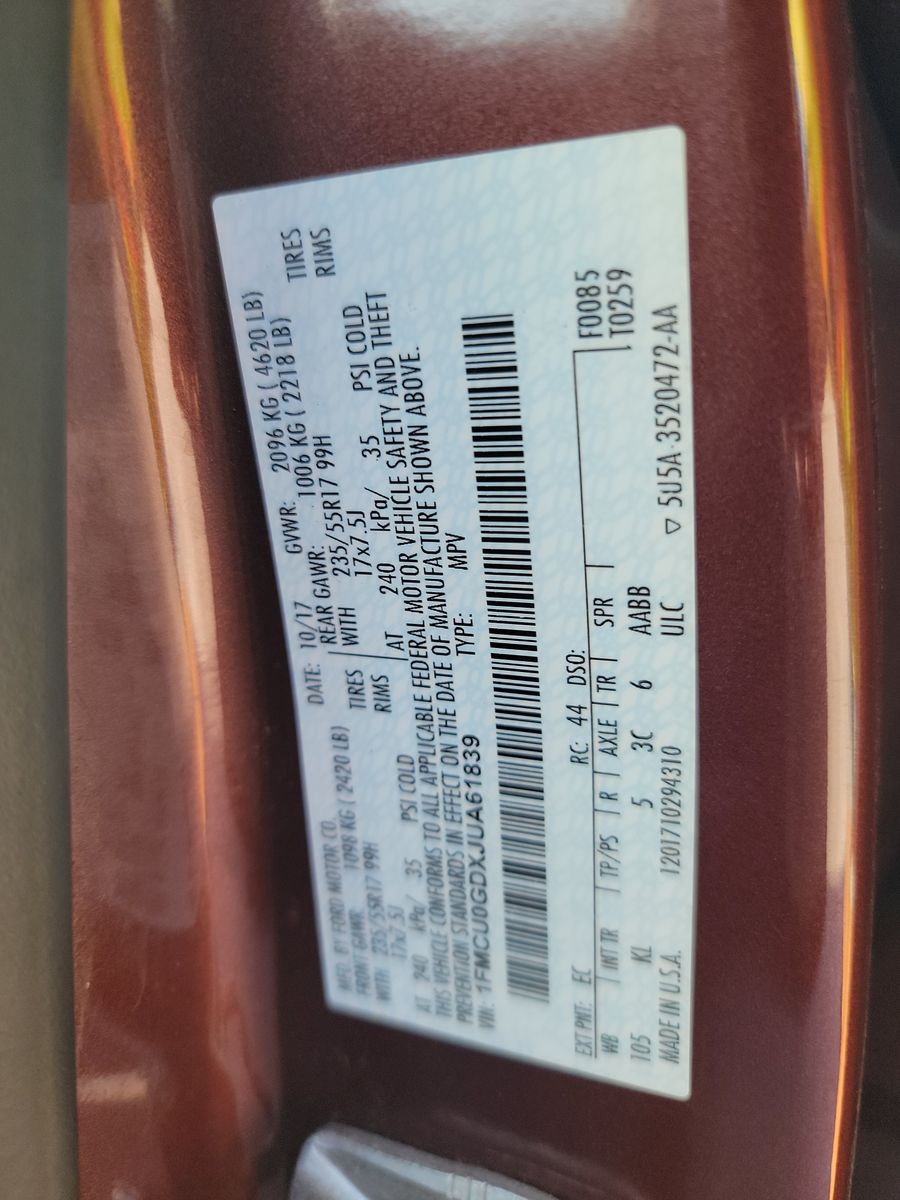 MFD. BY FORD MOTOR CO. DATE: 10/17 GVWR: 2096 KG ( 4620 LB)
FRONT GAWR: 1098 KG ( 2420 LB) REAR GAWR: 1006 KG ( 2218 LB)
WITH 235/55R17 99H TIRES WITH 235/55R17 99H TIRES
17x7.5J RIMS 17x7.5J RIMS
AT 240 kPa/ 35 PSI COLD AT 240 kPa/ 35 PSI COLD
THIS VEHICLE CONFORMS TO ALL APPLICABLE FEDERAL MOTOR VEHICLE SAFETY AND THEFT
PREVENTION STANDARDS IN EFFECT ON THE DATE OF MANUFACTURE SHOWN ABOVE.
VIN: 1FMCU0GDXJUA61839 TYPE: MPV
EXT PNT: EC RC: 44 DSO: F0085
WB INT TR TP/PS R AXLE TR SPR T0259
105 KL 5 3C 6 AABB
MADE IN U.S.A. 1201710294310 ULC ▽ 5U5A-3520472-AA